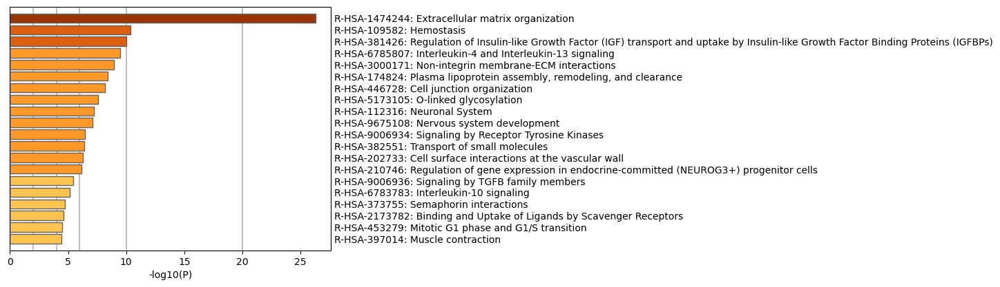 R-HSA-1474244: Extracellular matrix organization
R-HSA-109582: Hemostasis
R-HSA-381426: Regulation of Insulin-like Growth Factor (IGF) transport and uptake by Insulin-like Growth Factor Binding Proteins (IGFBPs)
R-HSA-6785807: Interleukin-4 and Interleukin-13 signaling
R-HSA-3000171: Non-integrin membrane-ECM interactions
R-HSA-174824: Plasma lipoprotein assembly, remodeling, and clearance
R-HSA-446728: Cell junction organization
R-HSA-5173105: O-linked glycosylation
R-HSA-112316: Neuronal System
R-HSA-9675108: Nervous system development
R-HSA-9006934: Signaling by Receptor Tyrosine Kinases
R-HSA-382551: Transport of small molecules
R-HSA-202733: Cell surface interactions at the vascular wall
R-HSA-210746: Regulation of gene expression in endocrine-committed (NEUROG3+) progenitor cells
R-HSA-9006936: Signaling by TGFB family members
R-HSA-6783783: Interleukin-10 signaling
R-HSA-373755: Semaphorin interactions
R-HSA-2173782: Binding and Uptake of Ligands by Scavenger Receptors
R-HSA-453279: Mitotic G1 phase and G1/S transition
R-HSA-397014: Muscle contraction
0 5 10 15 20 25
-log10(P)